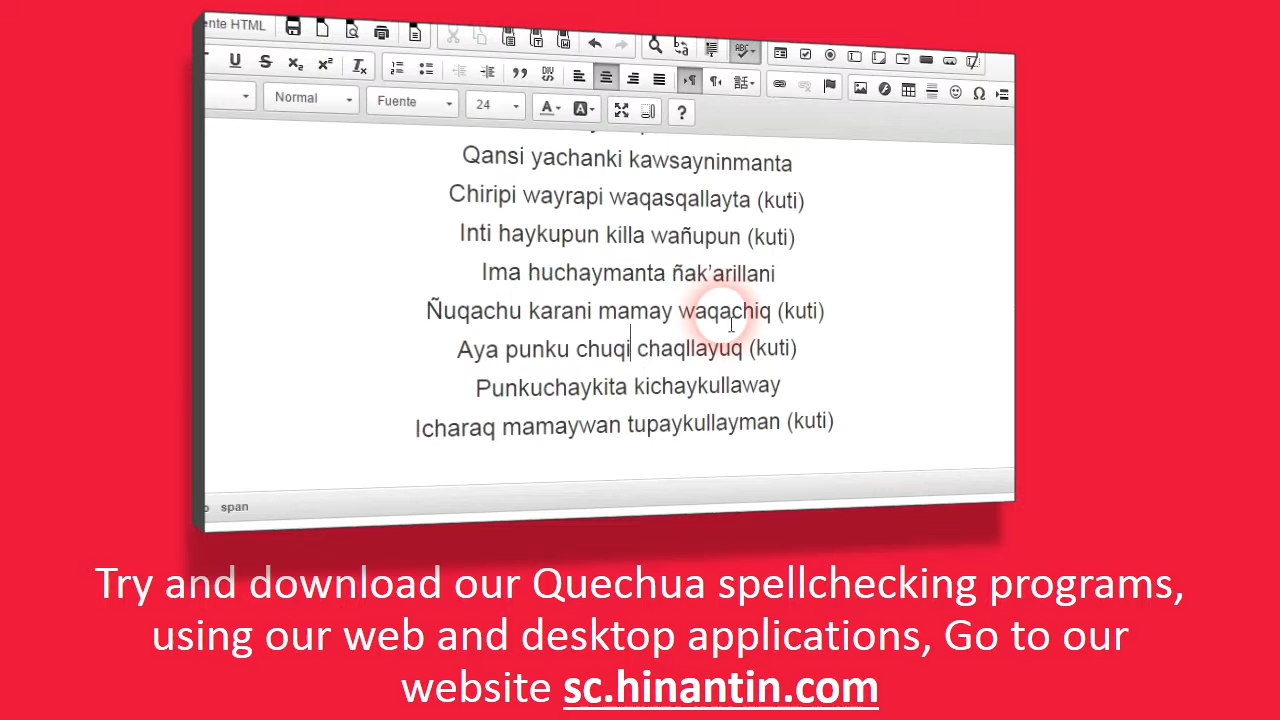 ente HTML
Normal Fuente 24
Qansi yachanki kawsayninmanta
Chiripi wayrapi waqasqallayta (kuti)
Inti haykupun killa wañupun (kuti)
Ima huchaymanta ñak'arillani
Ñuqachu karani mamay waqachiq (kuti)
Aya punku chuqi chaqllayuq (kuti)
Punkuchaykita kichaykullaway
Icharaq mamaywan tupaykullayman (kuti)
span
Try and download our Quechua spellchecking programs,
using our web and desktop applications, Go to our
website sc.hinantin.com